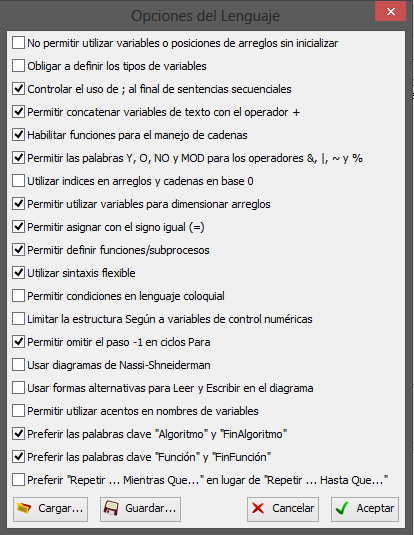 Opciones del Lenguaje
No permitir utilizar variables o posiciones de arreglos sin inicializar
Obligar a definir los tipos de variables
Controlar el uso de ; al final de sentencias secuenciales
Permitir concatenar variables de texto con el operador +
Habilitar funciones para el manejo de cadenas
Permitir las palabras Y, O, NO y MOD para los operadores &, |, ~ y %
Utilizar indices en arreglos y cadenas en base 0
Permitir utilizar variables para dimensionar arreglos
Permitir asignar con el signo igual (=)
Permitir definir funciones/subprocesos
Utilizar sintaxis flexible
Permitir condiciones en lenguaje coloquial
Limitar la estructura Según a variables de control numéricas
Permitir omitir el paso -1 en ciclos Para
Usar diagramas de Nassi-Shneiderman
Usar formas alternativas para Leer y Escribir en el diagrama
Permitir utilizar acentos en nombres de variables
Preferir las palabras clave "Algoritmo" y "FinAlgoritmo"
Preferir las palabras clave "Función" y "FinFunción"
Preferir "Repetir ... Mientras Que..." en lugar de "Repetir ... Hasta Que..."
Cargar... Guardar... Cancelar Aceptar